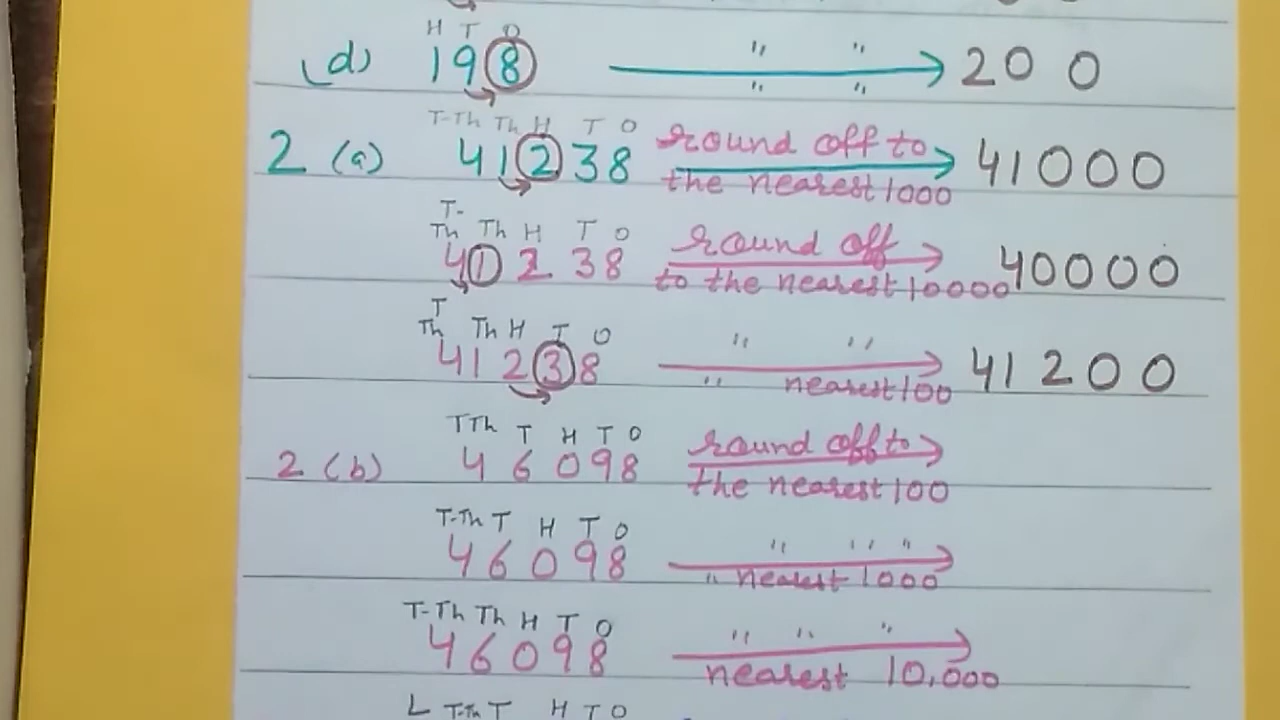 H T O
(d) 198 " " 200
" "
T-Th Th H T O
2 (a) 41238 round off to the nearest 1000 41000
T-Th Th H T O
41238 round off to the nearest 10000 40000
T Th Th H T O
41238 " " " nearest 100 41200
TTh T H T O
2 (b) 46098 round off to the nearest 100
T-Th T H T O
46098 " " " " nearest 1000
T-Th Th H T O
46098 " " " nearest 10,000
L T-Th T H T O